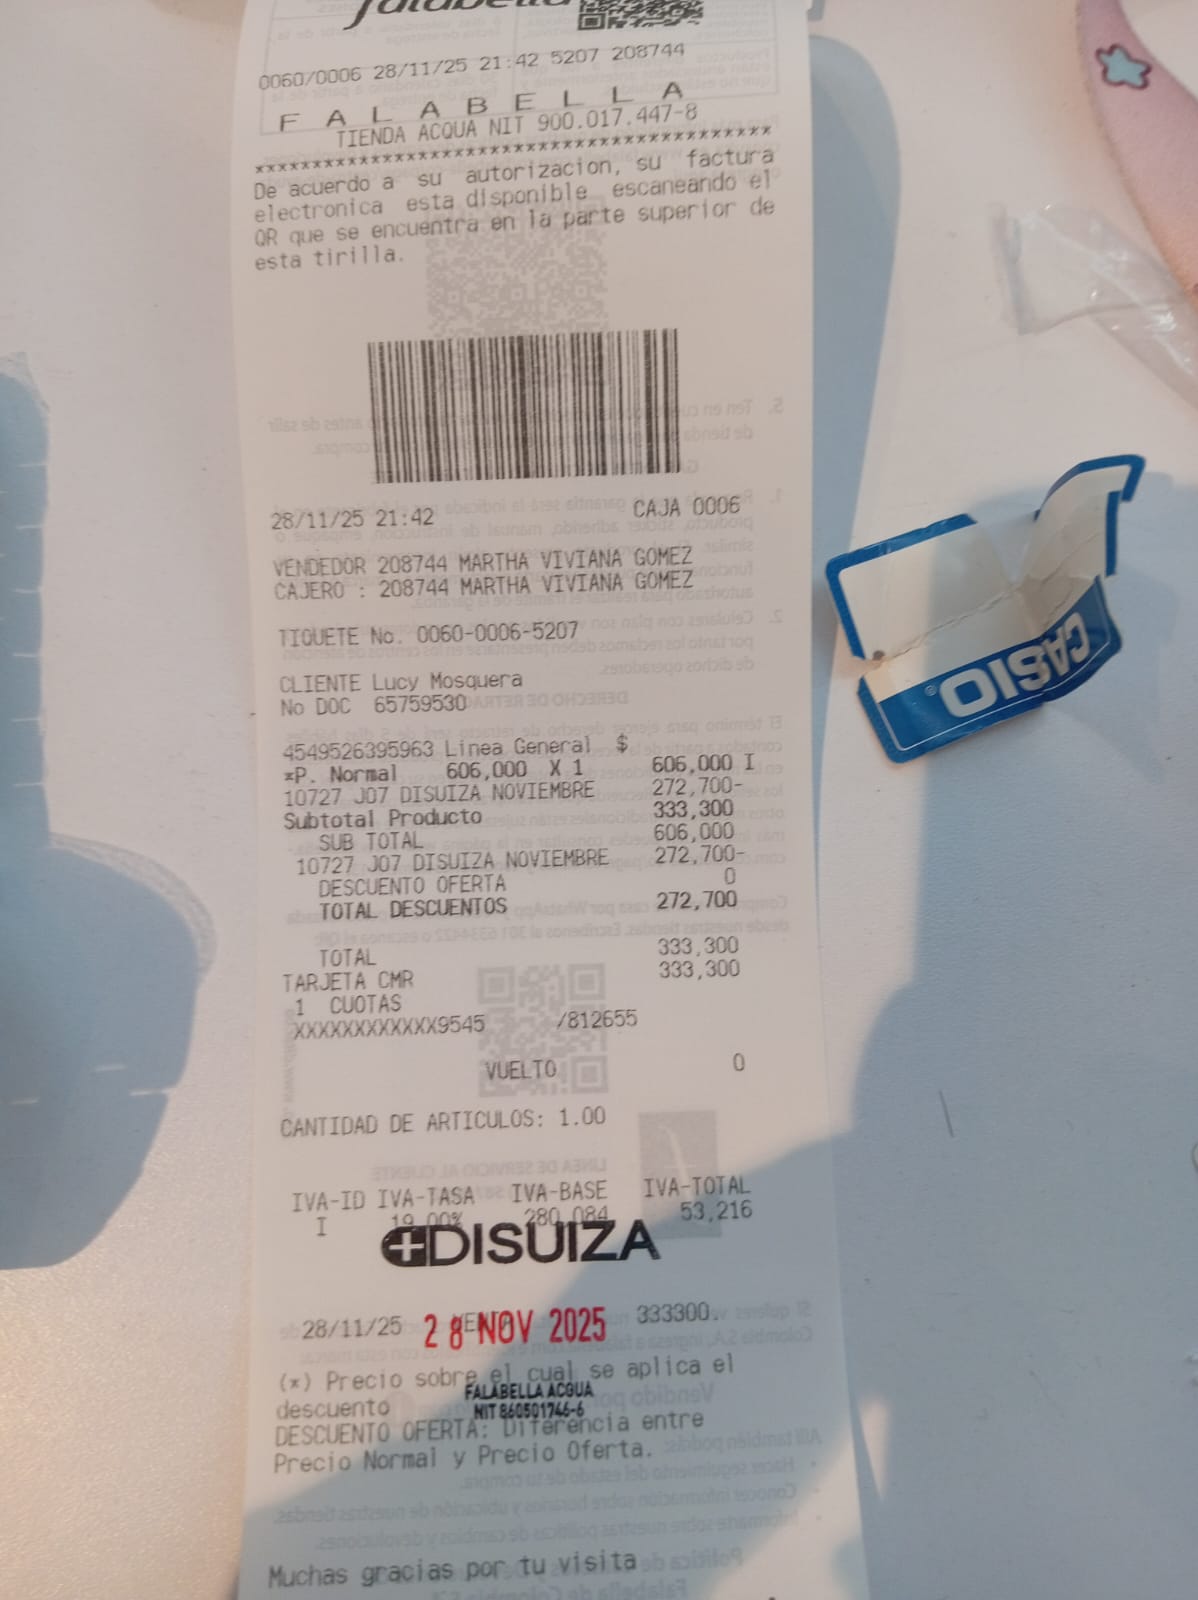 falabella
0060/0006 28/11/25 21:42 5207 208744
F A L A B E L L A
TIENDA ACQUA NIT 900.017.447-8
*********************************************
De acuerdo a su autorizacion, su factura
electronica esta disponible escaneando el
QR que se encuentra en la parte superior de
esta tirilla.
28/11/25 21:42 CAJA 0006
VENDEDOR 208744 MARTHA VIVIANA GOMEZ
CAJERO : 208744 MARTHA VIVIANA GOMEZ
TIQUETE No. 0060-0006-5207
CLIENTE Lucy Mosquera
No DOC 65759530
4549526395963 Linea General $
*P. Normal 606,000 X 1 606,000 I
10727 J07 DISUIZA NOVIEMBRE 272,700-
Subtotal Producto 333,300
SUB TOTAL 606,000
10727 J07 DISUIZA NOVIEMBRE 272,700-
DESCUENTO OFERTA 0
TOTAL DESCUENTOS 272,700
TOTAL 333,300
TARJETA CMR 333,300
1 CUOTAS
XXXXXXXXXXXX9545 /812655
VUELTO 0
CANTIDAD DE ARTICULOS: 1.00
IVA-ID IVA-TASA IVA-BASE IVA-TOTAL
I 19.00% 280,084 53,216
DISUIZA
28/11/25 333300.
28 NOV 2025
(*) Precio sobre el cual se aplica el
descuento
FALABELLA ACQUA
NIT 860501746-6
DESCUENTO OFERTA: Diferencia entre
Precio Normal y Precio Oferta.
Muchas gracias por tu visita
CASIO®